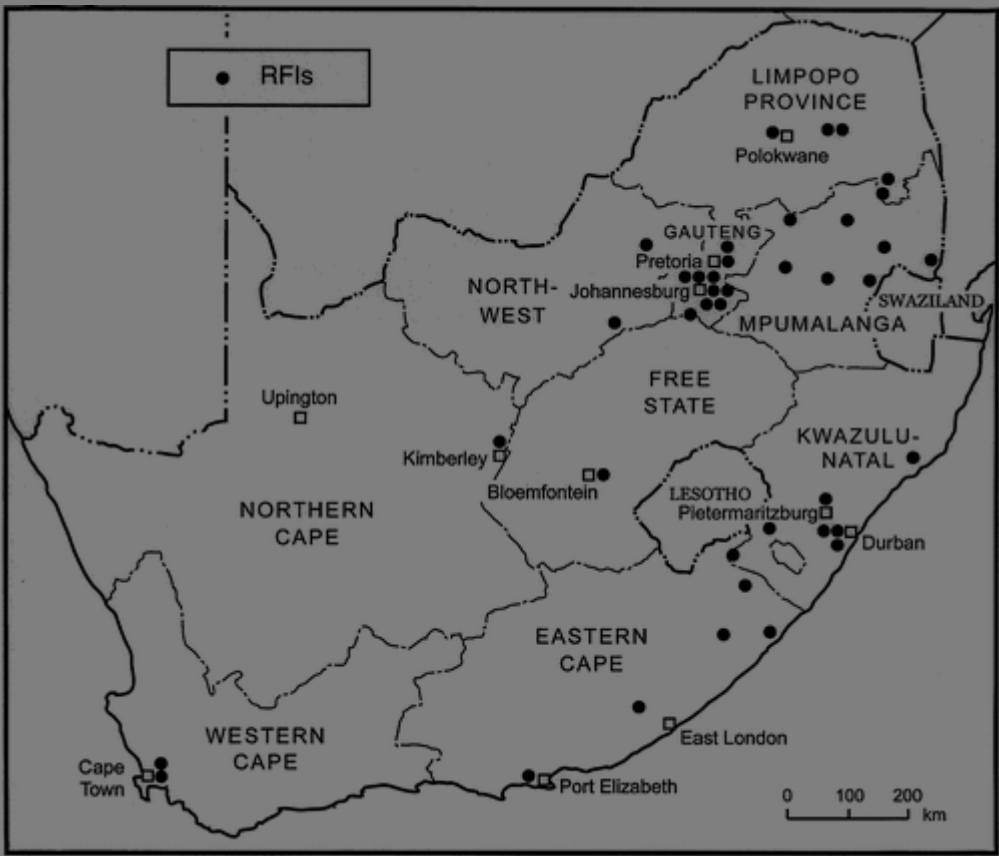 RFIs
LIMPOPO
PROVINCE
Polokwane
GAUTENG
Pretoria
Johannesburg
NORTH-
WEST
SWAZILAND
MPUMALANGA
Upington
FREE
STATE
Kimberley
KWAZULU-
NATAL
Bloemfontein
LESOTHO
Pietermaritzburg
Durban
NORTHERN
CAPE
EASTERN
CAPE
WESTERN
CAPE
East London
Cape
Town
Port Elizabeth
0 100 200
km